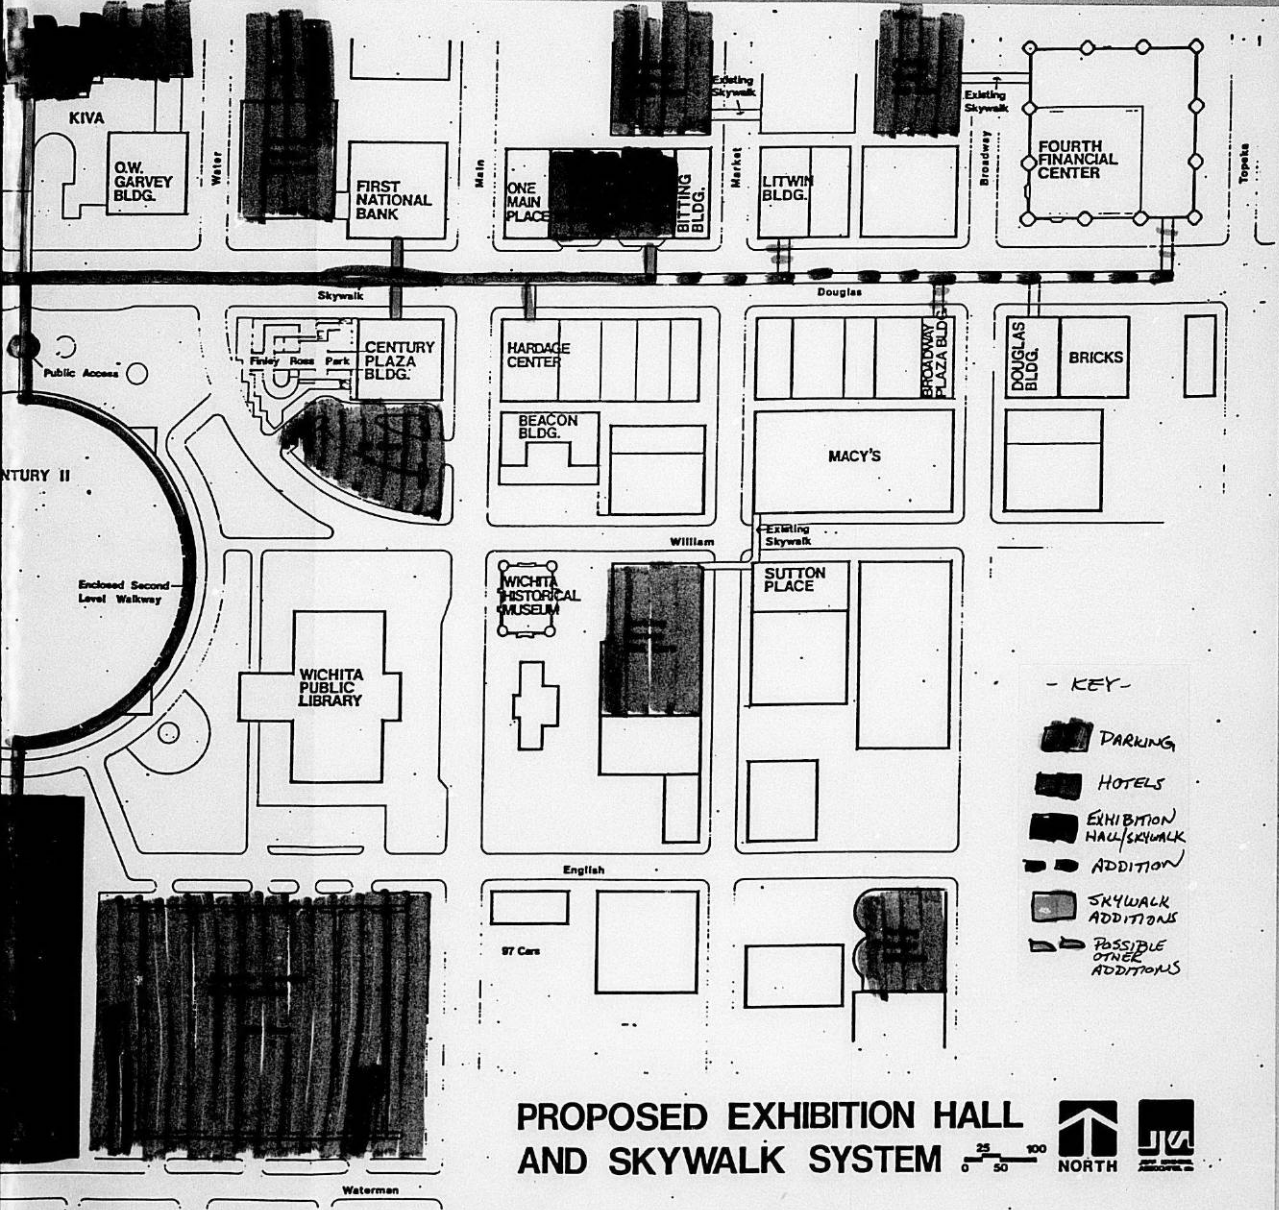 KIVA
O.W.
GARVEY
BLDG.
Water
FIRST
NATIONAL
BANK
Main
ONE
MAIN
PLACE
BITTING
BLDG.
Existing
Skywalk
Market
LITWIN
BLDG.
Existing
Skywalk
Broadway
FOURTH
FINANCIAL
CENTER
Topeka
Skywalk
Douglas
Public Access
Finley Ross Park
CENTURY
PLAZA
BLDG.
HARDAGE
CENTER
BROADWAY
PLAZA BLDG
DOUGLAS
BLDG.
BRICKS
BEACON
BLDG.
MACY'S
NTURY II
William
Existing
Skywalk
Enclosed Second
Level Walkway
WICHITA
HISTORICAL
MUSEUM
SUTTON
PLACE
WICHITA
PUBLIC
LIBRARY
- KEY -
PARKING
HOTELS
EXHIBITION
HALL/SKYWALK
ADDITION
SKYWALK
ADDITIONS
POSSIBLE
OTHER
ADDITIONS
English
97 Cars
PROPOSED EXHIBITION HALL
AND SKYWALK SYSTEM
0 25 50 100
NORTH
Waterman